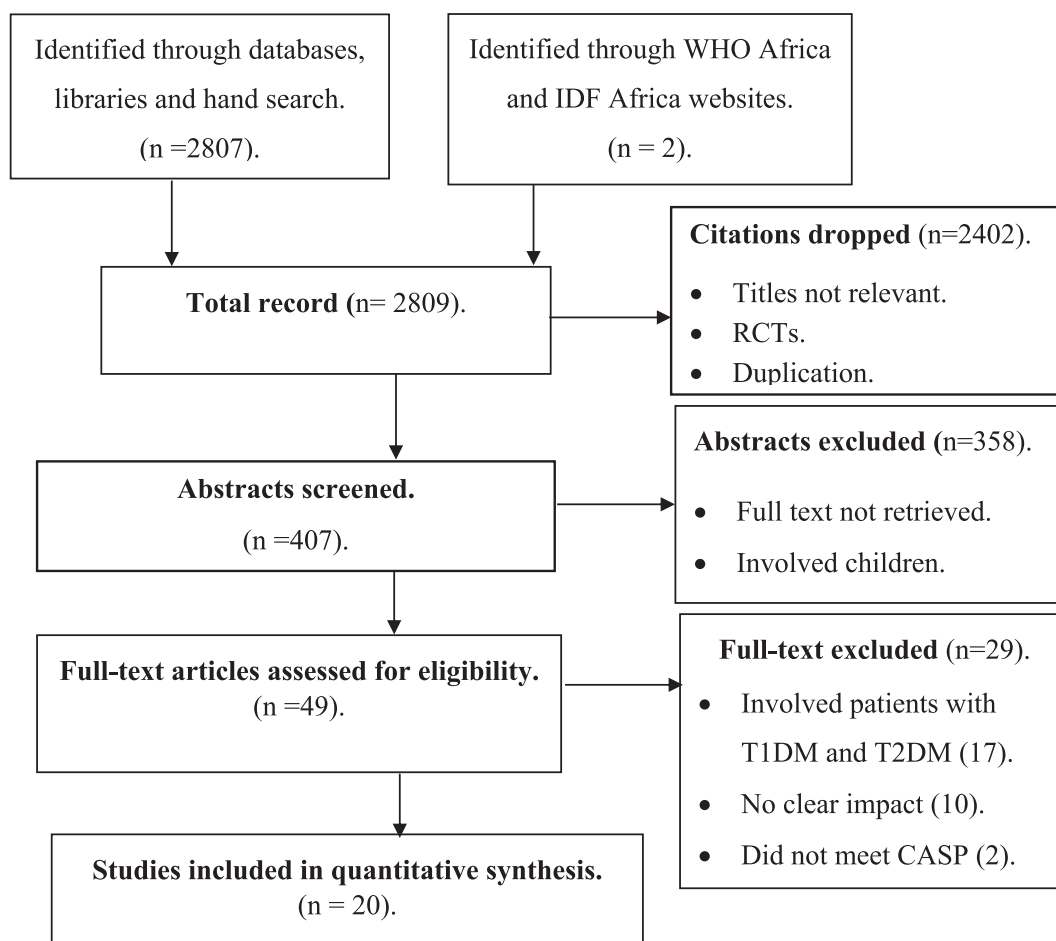 Identified through databases,
libraries and hand search.
(n =2807).
Identified through WHO Africa
and IDF Africa websites.
(n = 2).
Citations dropped (n=2402).
• Titles not relevant.
• RCTs.
• Duplication.
Total record (n= 2809).
Abstracts excluded (n=358).
• Full text not retrieved.
• Involved children.
Abstracts screened.
(n =407).
Full-text articles assessed for eligibility.
(n =49).
Full-text excluded (n=29).
• Involved patients with
T1DM and T2DM (17).
• No clear impact (10).
• Did not meet CASP (2).
Studies included in quantitative synthesis.
(n = 20).